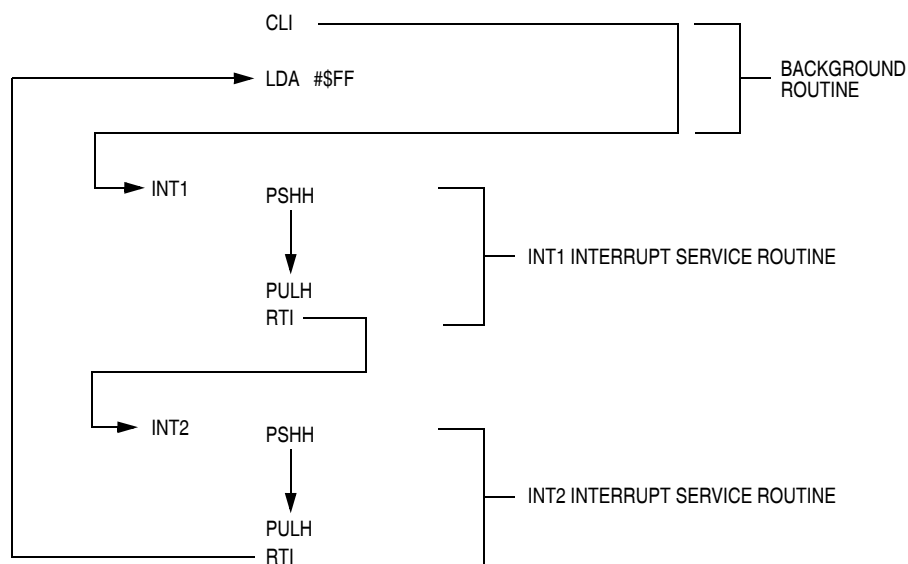 CLI
LDA #$FF
BACKGROUND
ROUTINE
INT1
PSHH
INT1 INTERRUPT SERVICE ROUTINE
PULH
RTI
INT2
PSHH
INT2 INTERRUPT SERVICE ROUTINE
PULH
RTI